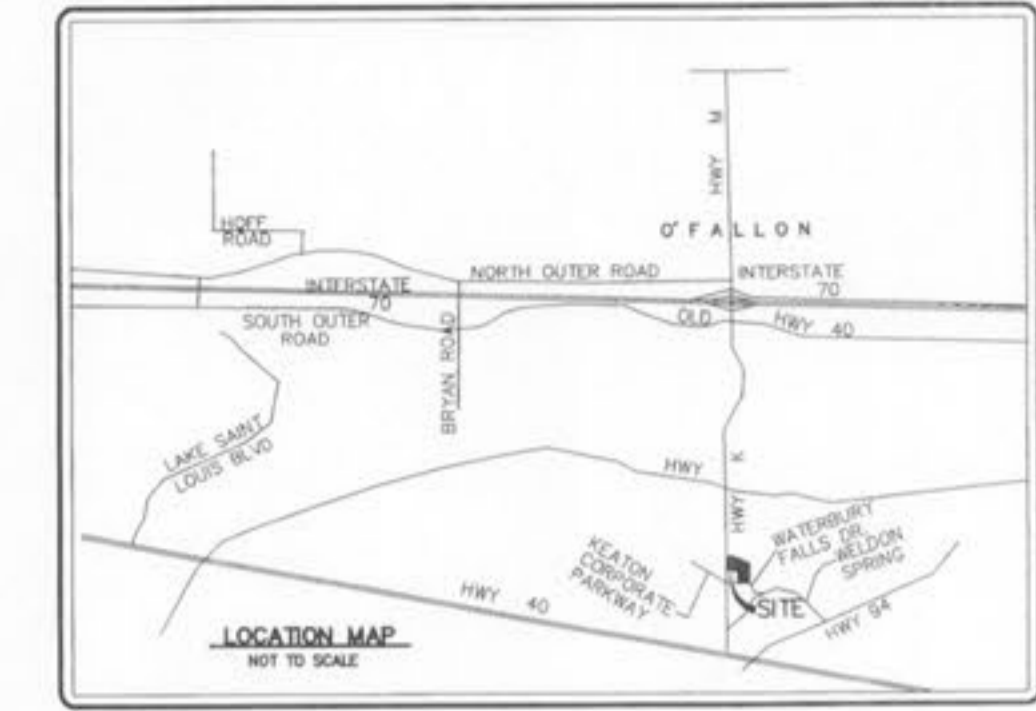 HWY M
O'FALLON
HOFF
ROAD
NORTH OUTER ROAD
INTERSTATE
70
INTERSTATE
70
SOUTH OUTER
ROAD
OLD
HWY 40
BRYAN ROAD
LAKE SAINT
LOUIS BLVD
HWY
HWY K
WATERBURY
FALLS DR.
WELDON
SPRING
KEATON
CORPORATE
PARKWAY
SITE
HWY 94
HWY 40
LOCATION MAP
NOT TO SCALE